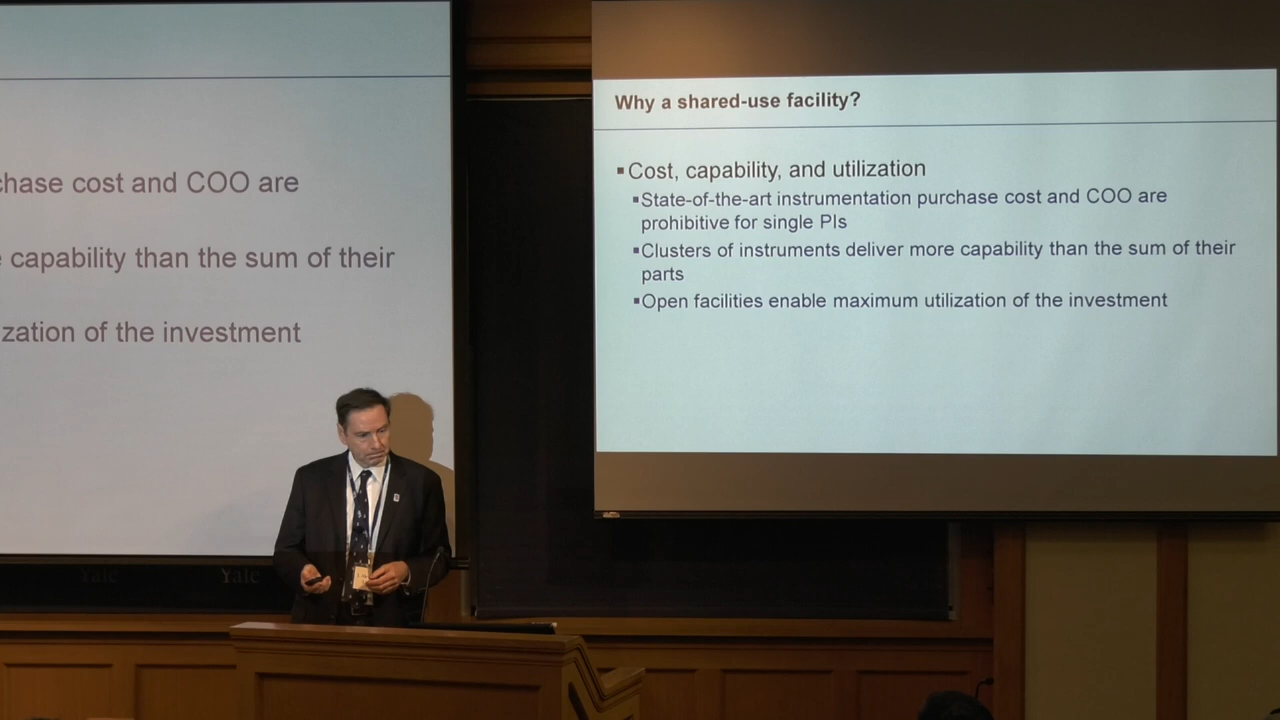 chase cost and COO are
capability than the sum of their
zation of the investment
Yale
Yale
Why a shared-use facility?
▪Cost, capability, and utilization
▪State-of-the-art instrumentation purchase cost and COO are
prohibitive for single PIs
▪Clusters of instruments deliver more capability than the sum of their
parts
▪Open facilities enable maximum utilization of the investment